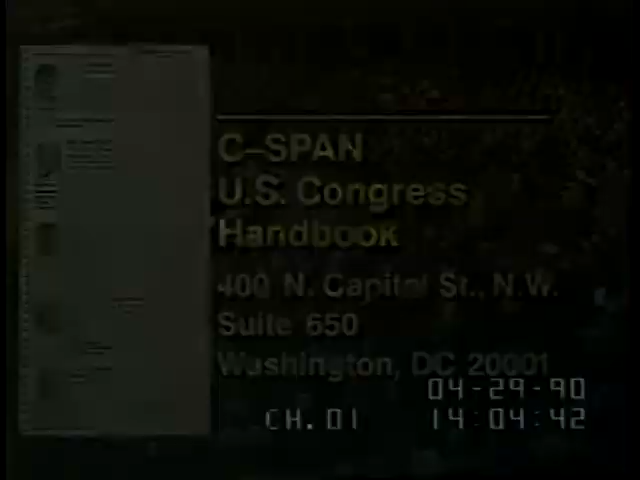 C-SPAN
U.S. Congress
Handbook
400 N. Capitol St., N.W.
Suite 650
Washington, DC 20001
04-29-90
CH.01 14:04:42